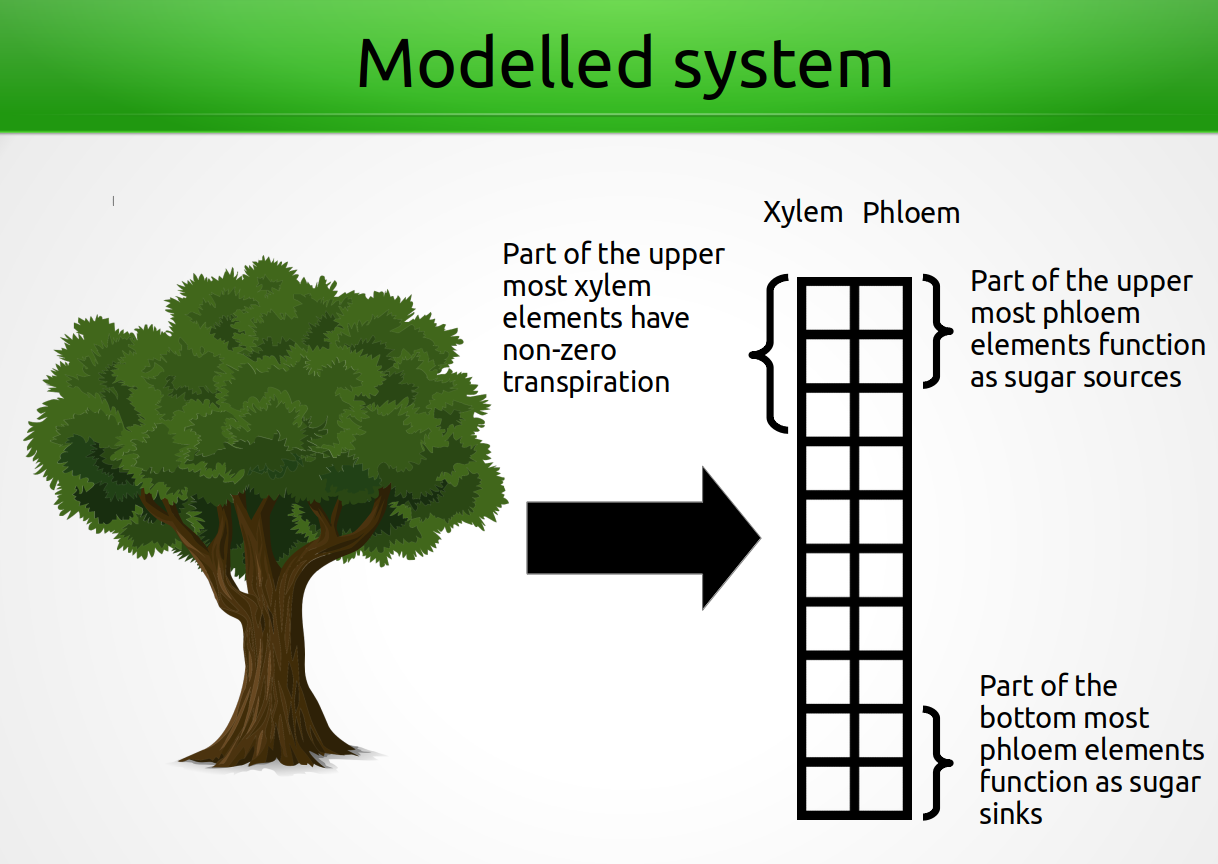 Modelled system
Xylem Phloem
Part of the upper
most xylem
elements have
non-zero
transpiration
Part of the upper
most phloem
elements function
as sugar sources
Part of the
bottom most
phloem elements
function as sugar
sinks